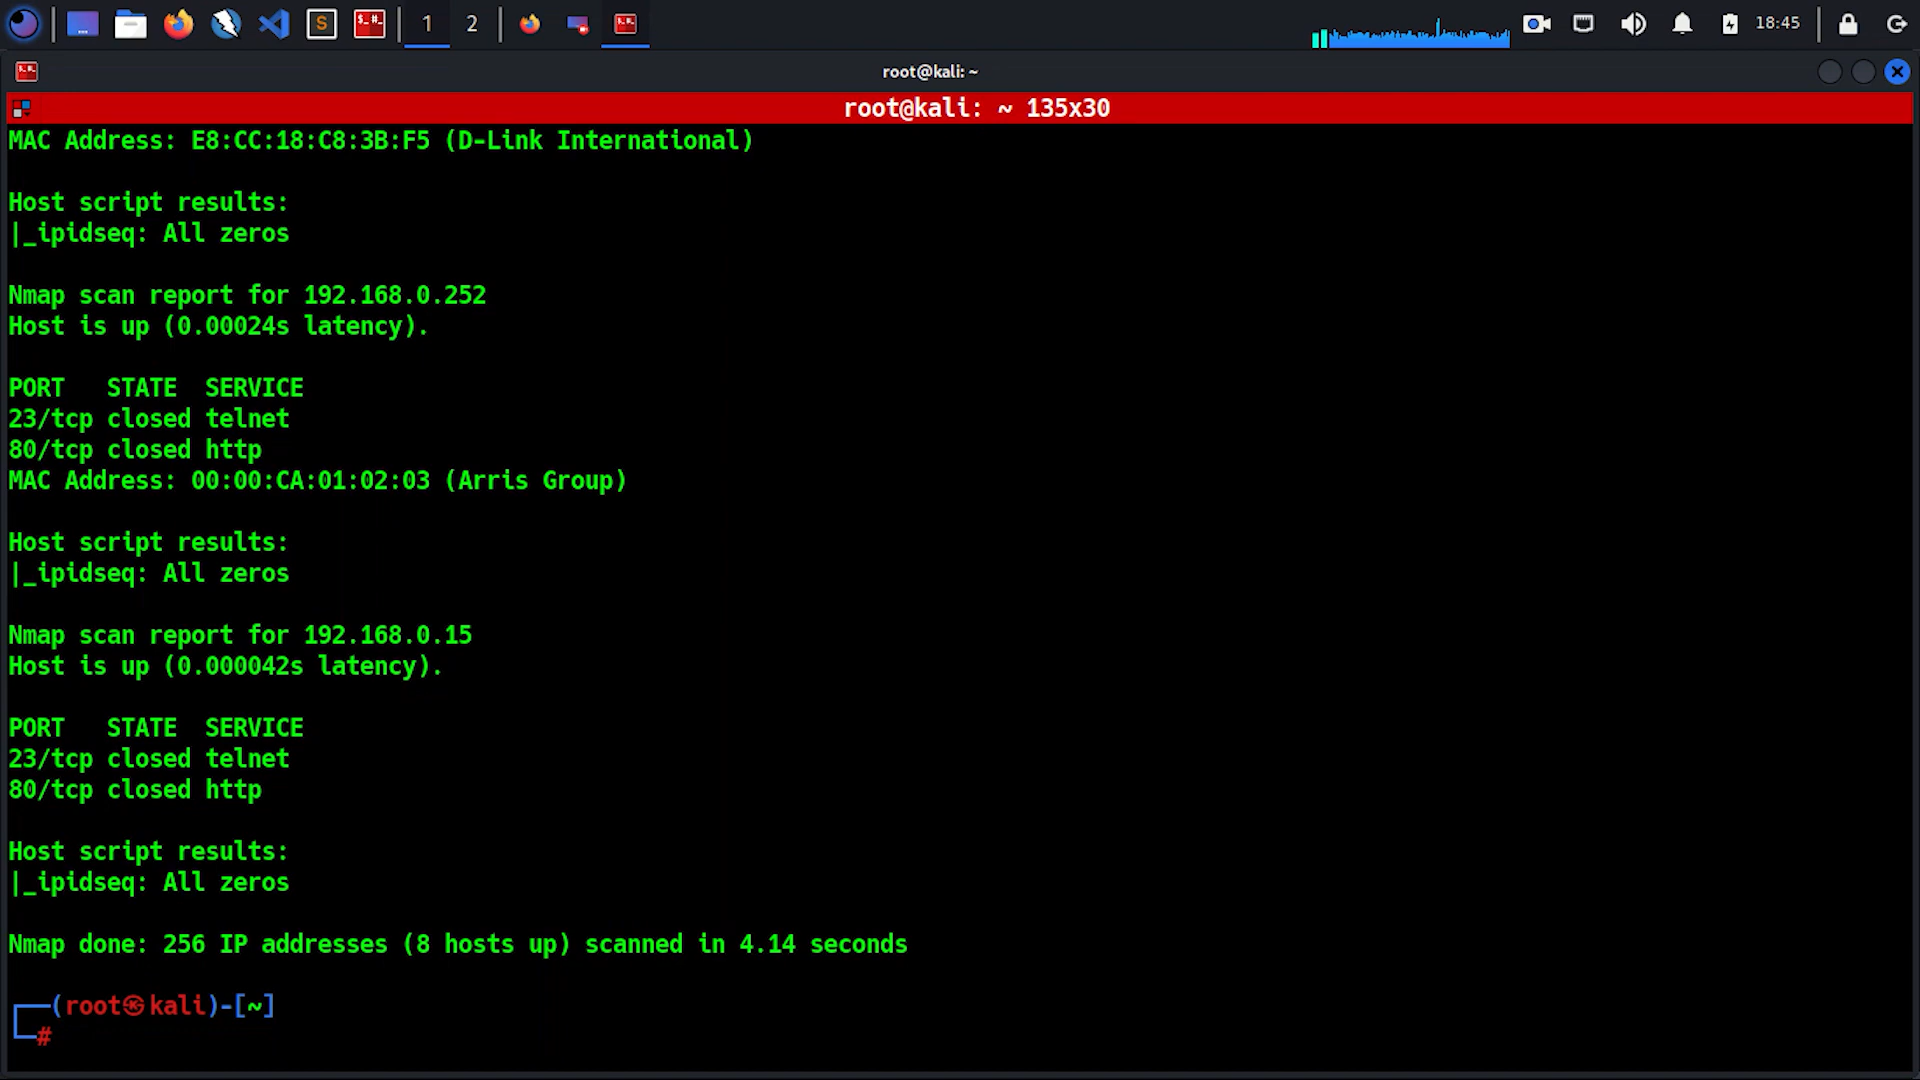 1
2
18:45
root@kali: ~
root@kali: ~ 135x30
MAC Address: E8:CC:18:C8:3B:F5 (D-Link International)
Host script results:
|_ipidseq: All zeros
Nmap scan report for 192.168.0.252
Host is up (0.00024s latency).
PORT   STATE  SERVICE
23/tcp closed telnet
80/tcp closed http
MAC Address: 00:00:CA:01:02:03 (Arris Group)
Host script results:
|_ipidseq: All zeros
Nmap scan report for 192.168.0.15
Host is up (0.000042s latency).
PORT   STATE  SERVICE
23/tcp closed telnet
80/tcp closed http
Host script results:
|_ipidseq: All zeros
Nmap done: 256 IP addresses (8 hosts up) scanned in 4.14 seconds
┌──(root㉿kali)-[~]
└─#